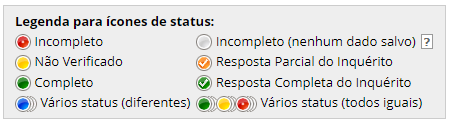 Legenda para ícones de status:
Incompleto Incompleto (nenhum dado salvo) ?
Não Verificado Resposta Parcial do Inquérito
Completo Resposta Completa do Inquérito
Vários status (diferentes) Vários status (todos iguais)